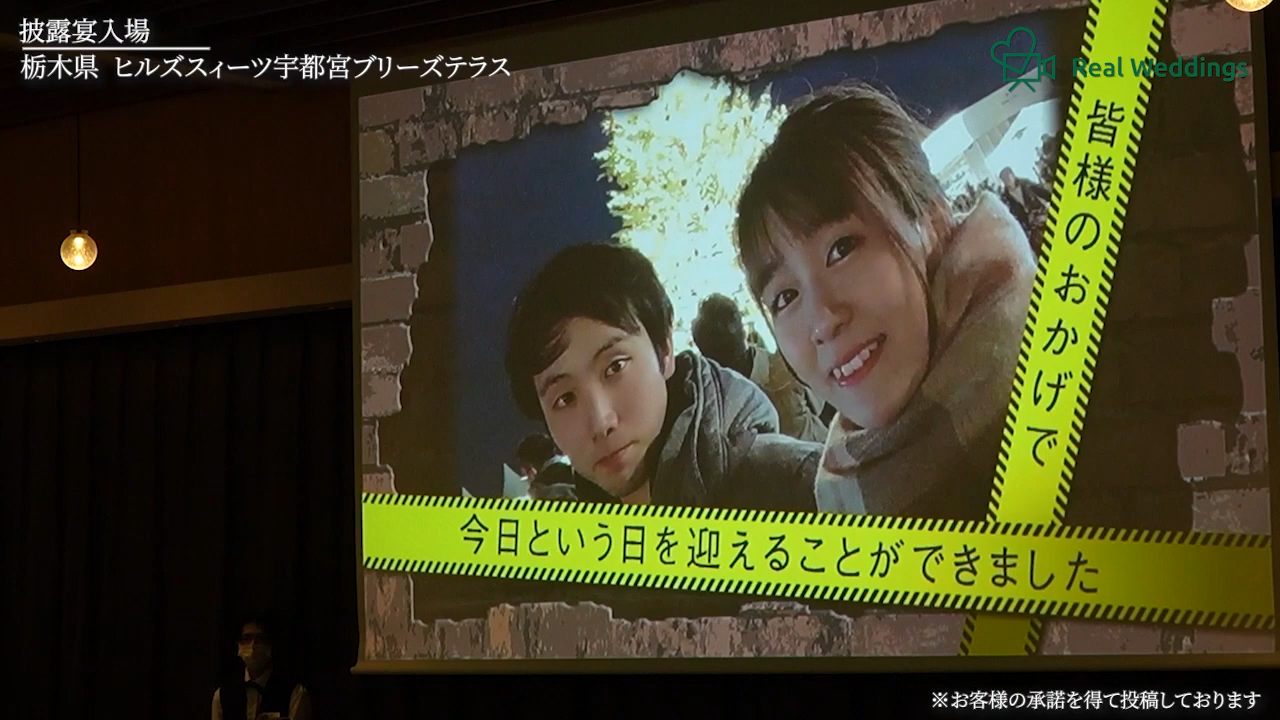 披露宴入場
栃木県 ヒルズスィーツ宇都宮ブリーズテラス
Real Weddings
皆様のおかげで
今日という日を迎えることができました
※お客様の承諾を得て投稿しております